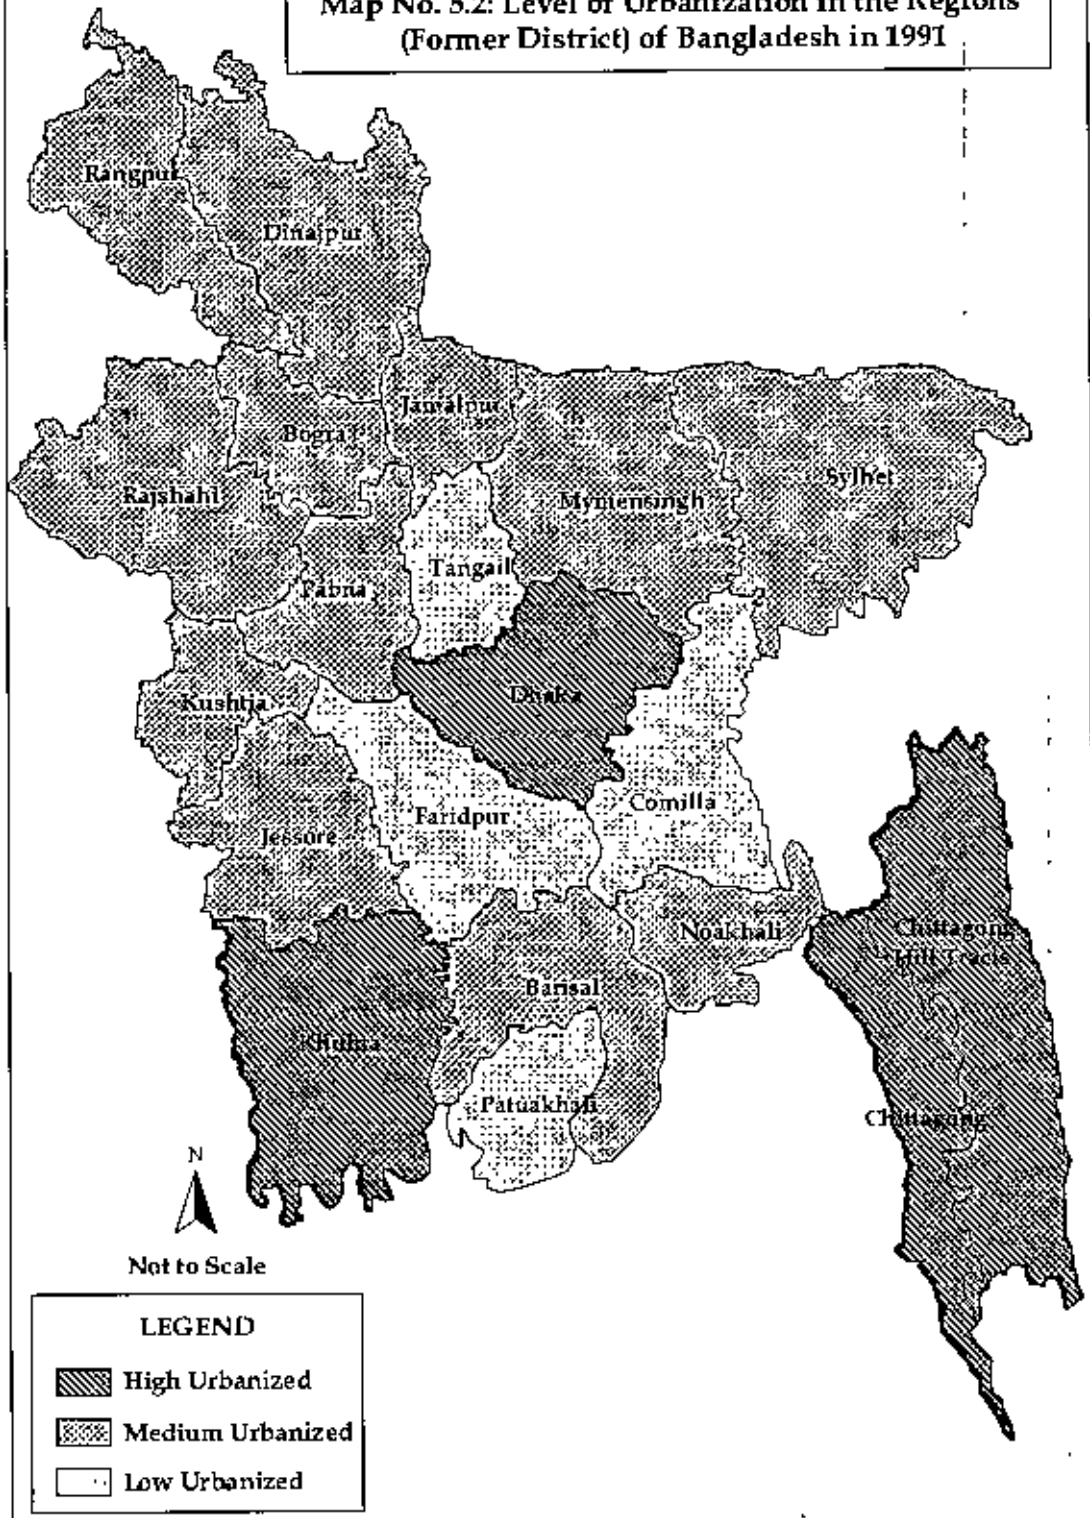 Map No. 5.2: Level of Urbanization in the Regions
(Former District) of Bangladesh in 1991
Rangpur
Dinajpur
Jamalpur
Bogra
Rajshahi
Mymensingh
Sylhet
Tangail
Pabna
Dhaka
Kushtia
Comilla
Faridpur
Jessore
Noakhali
Chittagong
Hill Tracts
Barisal
Khulna
Patuakhali
Chittagong
N
Not to Scale
LEGEND
High Urbanized
Medium Urbanized
Low Urbanized